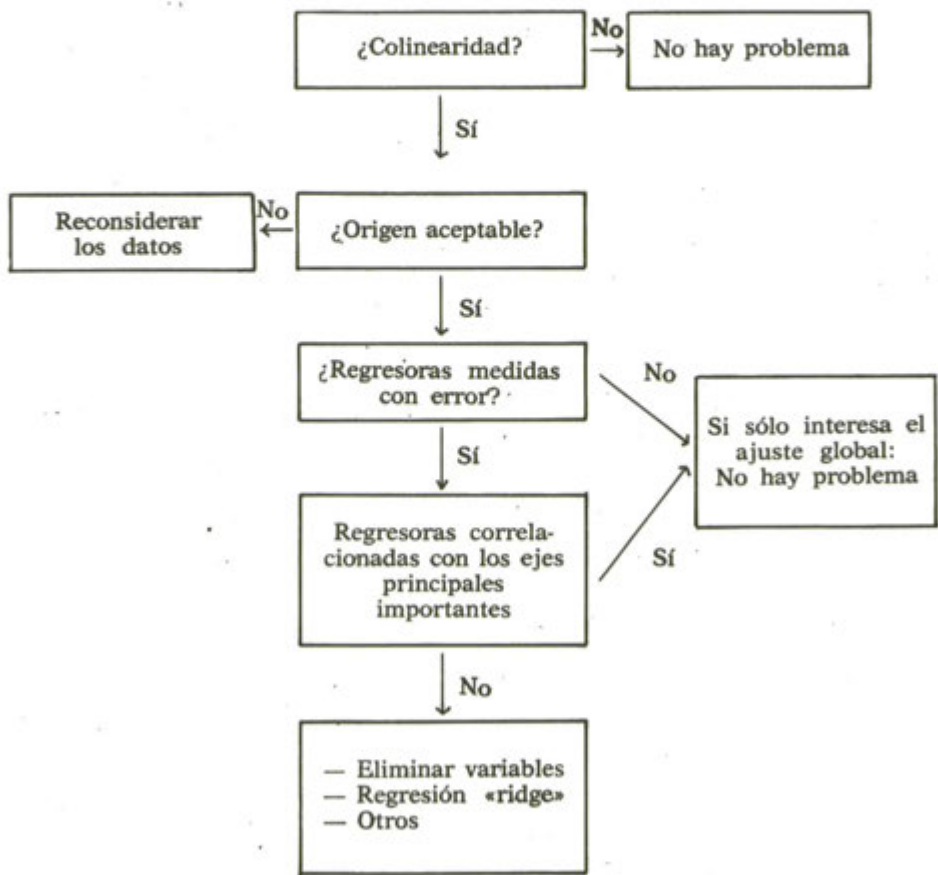 ¿Colinearidad?
No
No hay problema
Sí
Reconsiderar
los datos
No
¿Origen aceptable?
Sí
¿Regresoras medidas
con error?
No
Si sólo interesa el
ajuste global:
No hay problema
Sí
Regresoras correla-
cionadas con los ejes
principales
importantes
Sí
No
— Eliminar variables
— Regresión «ridge»
— Otros